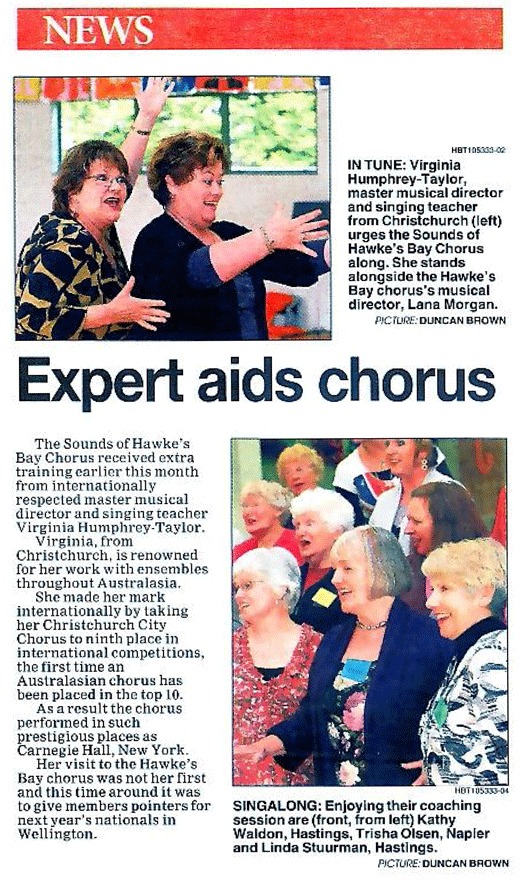 NEWS
HBT105333-02
IN TUNE: Virginia
Humphrey-Taylor,
master musical director
and singing teacher
from Christchurch (left)
urges the Sounds of
Hawke's Bay Chorus
along. She stands
alongside the Hawke's
Bay chorus's musical
director, Lana Morgan.
PICTURE: DUNCAN BROWN
Expert aids chorus
The Sounds of Hawke's
Bay Chorus received extra
training earlier this month
from internationally
respected master musical
director and singing teacher
Virginia Humphrey-Taylor.
Virginia, from
Christchurch, is renowned
for her work with ensembles
throughout Australasia.
She made her mark
internationally by taking
her Christchurch City
Chorus to ninth place in
international competitions,
the first time an
Australasian chorus has
been placed in the top 10.
As a result the chorus
performed in such
prestigious places as
Carnegie Hall, New York.
Her visit to the Hawke's
Bay chorus was not her first
and this time around it was
to give members pointers for
next year's nationals in
Wellington.
HBT105333-04
SINGALONG: Enjoying their coaching
session are (front, from left) Kathy
Waldon, Hastings, Trisha Olsen, Napier
and Linda Stuurman, Hastings.
PICTURE: DUNCAN BROWN